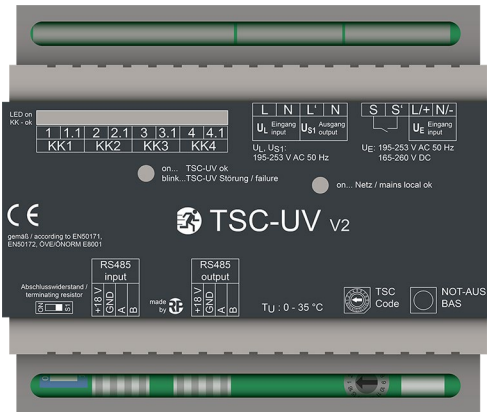 LED on
KK - ok
1 1.1 2 2.1 3 3.1 4 4.1
KK1 KK2 KK3 KK4
L N L' N
UL Eingang input US1 Ausgang output
UL, US1:
195-253 V AC 50 Hz
S S' L/+ N/-
UE Eingang input
UE: 195-253 V AC 50 Hz
165-260 V DC
on... TSC-UV ok
blink...TSC-UV Störung / failure
on... Netz / mains local ok
CE
gemäß / according to EN50171,
EN50172, ÖVE/ÖNORM E8001
TSC-UV V2
Abschlusswiderstand /
terminating resistor
ON S1
RS485
input
+18 V GND A B
made
by
RS485
output
+18 V GND A B
TU : 0 - 35 °C
TSC
Code
NOT-AUS
BAS